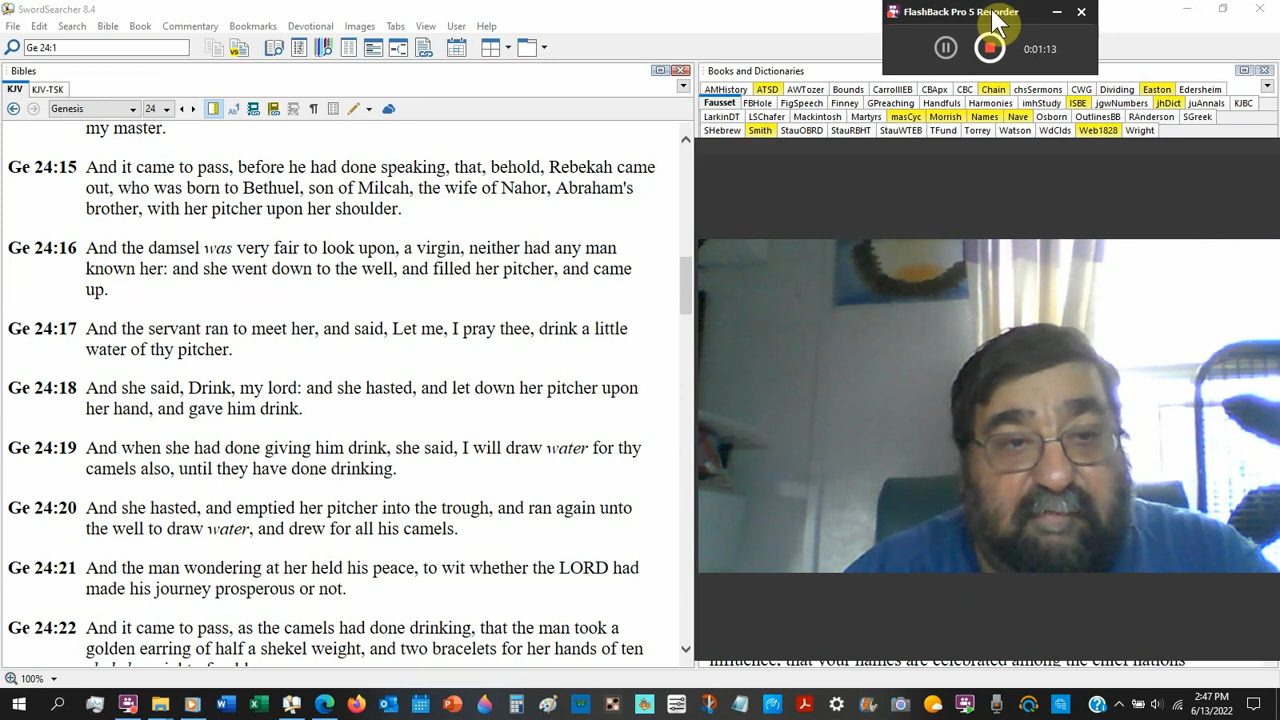 SwordSearcher 8.4
FlashBack Pro 5 Recorder
0:01:13
File Edit Search Bible Book Bookmarks Devotional Images Tabs View User Help
Ge 24:1
Bibles
KJV KJV-TSK
Genesis 24
my master.
Ge 24:15 And it came to pass, before he had done speaking, that, behold, Rebekah came
out, who was born to Bethuel, son of Milcah, the wife of Nahor, Abraham's
brother, with her pitcher upon her shoulder.
Ge 24:16 And the damsel was very fair to look upon, a virgin, neither had any man
known her: and she went down to the well, and filled her pitcher, and came
up.
Ge 24:17 And the servant ran to meet her, and said, Let me, I pray thee, drink a little
water of thy pitcher.
Ge 24:18 And she said, Drink, my lord: and she hasted, and let down her pitcher upon
her hand, and gave him drink.
Ge 24:19 And when she had done giving him drink, she said, I will draw water for thy
camels also, until they have done drinking.
Ge 24:20 And she hasted, and emptied her pitcher into the trough, and ran again unto
the well to draw water, and drew for all his camels.
Ge 24:21 And the man wondering at her held his peace, to wit whether the LORD had
made his journey prosperous or not.
Ge 24:22 And it came to pass, as the camels had done drinking, that the man took a
golden earring of half a shekel weight, and two bracelets for her hands of ten
100%
Books and Dictionaries
AMHistory ATSD AWTozer Bounds CarrollEB CBApx CBC Chain chsSermons CWG Dividing Easton Edersheim
Fausset FBHole FigSpeech Finney GPreaching Handfuls Harmonies imhStudy ISBE jgwNumbers jhDict juAnnals KJBC
LarkinDT LSChafer Mackintosh Martyrs masCyc Morrish Names Nave Osborn OutlinesBB RAnderson SGreek
SHebrew Smith StauOBRD StauRBHT StauWTEB TFund Torrey Watson WdClds Web1828 Wright
influence, that your names are celebrated among the chief nations
2:47 PM
6/13/2022